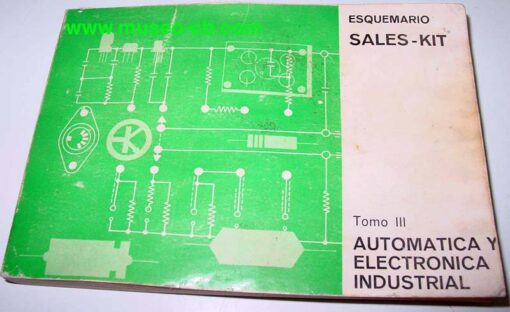 www.museo-cb.com
ESQUEMARIO
SALES-KIT
Tomo III
AUTOMATICA Y
ELECTRONICA
INDUSTRIAL